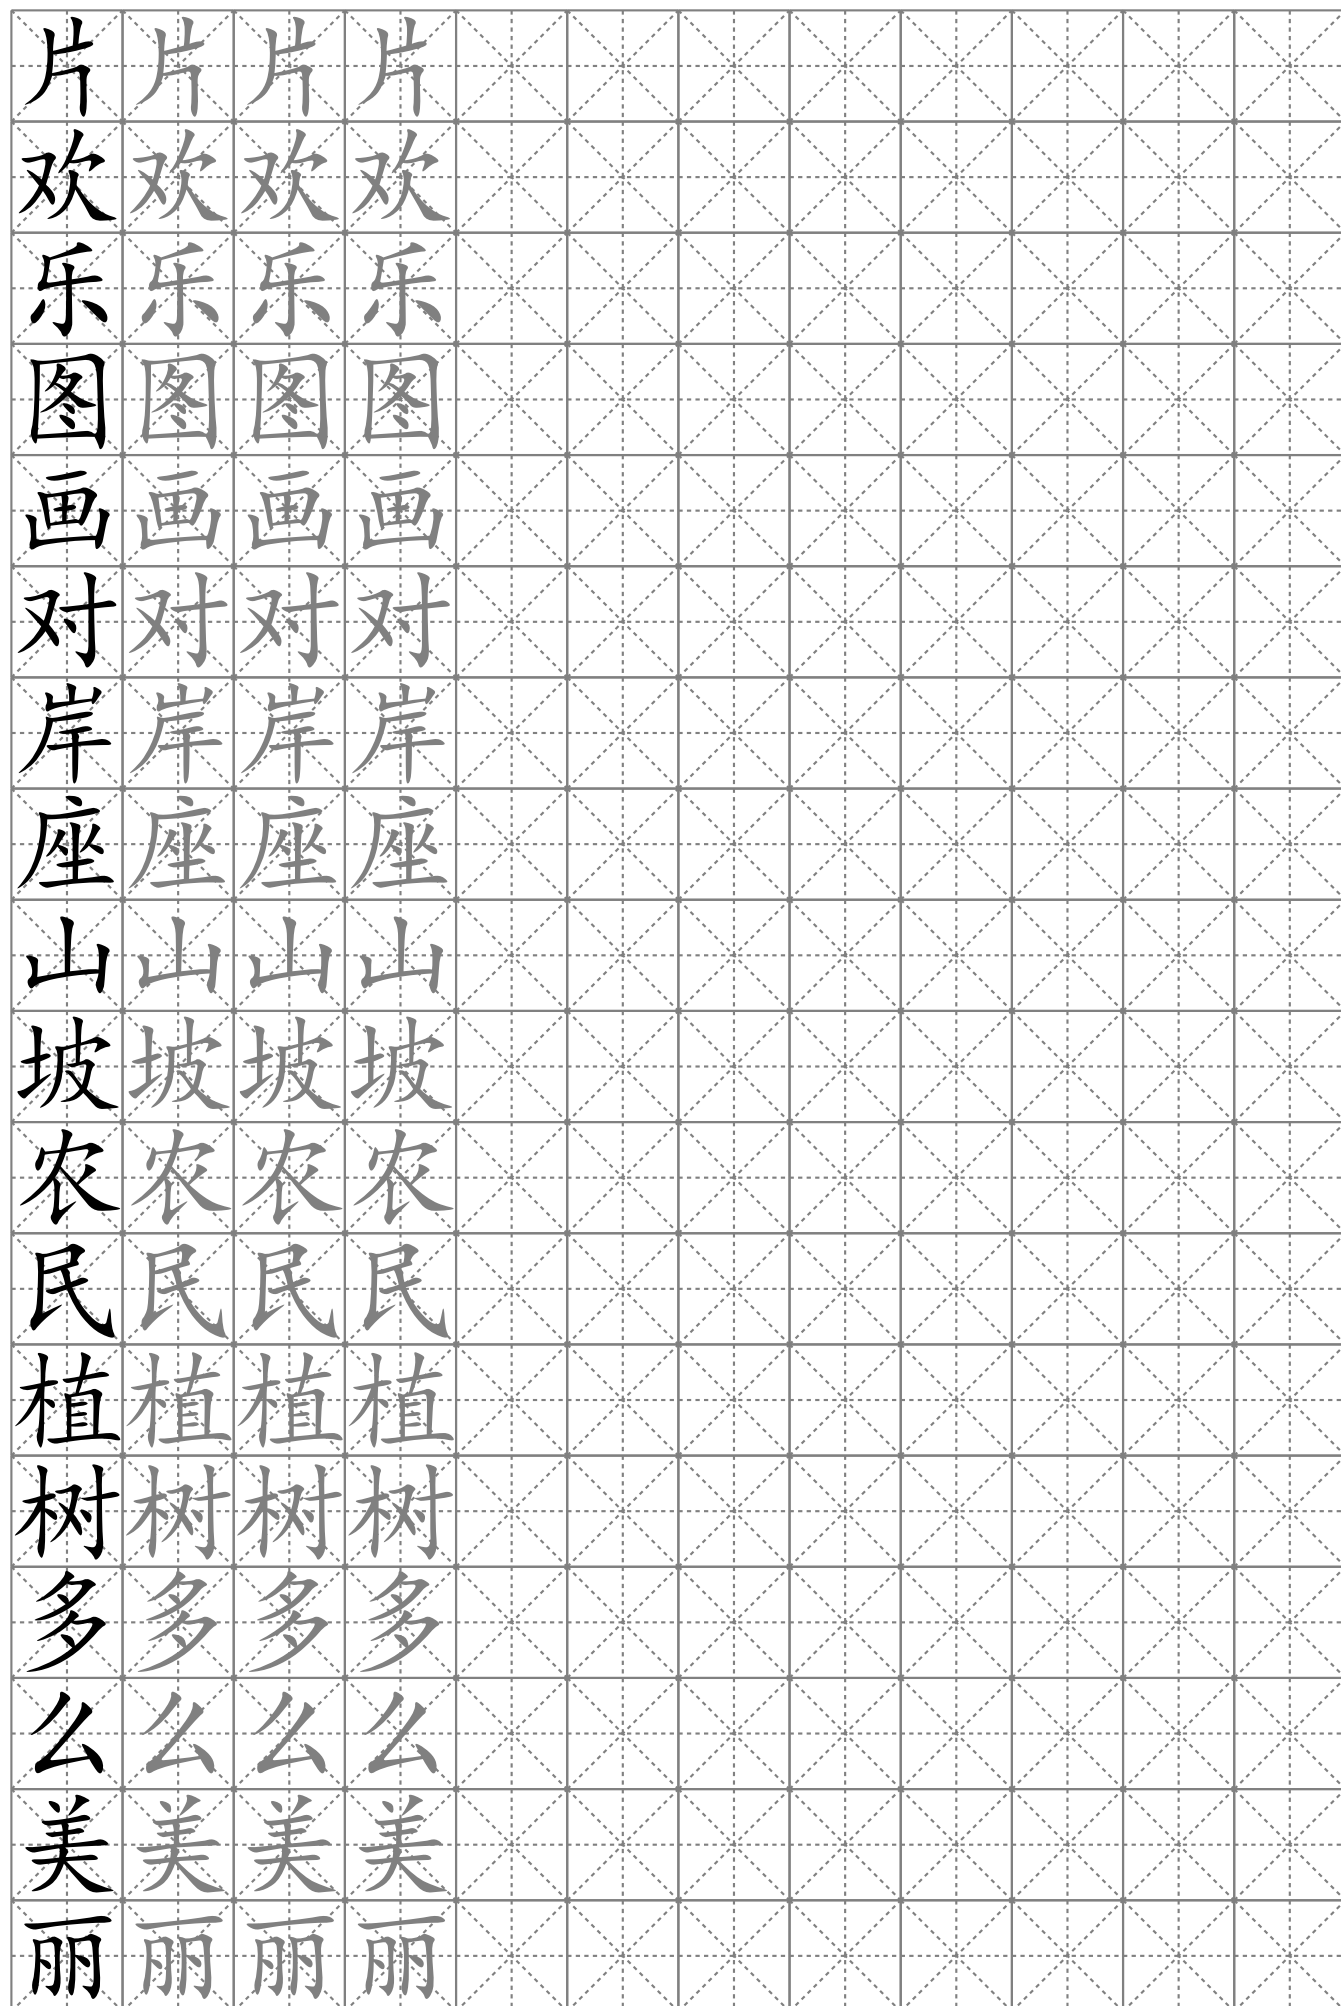 片片片片
欢欢欢欢
乐乐乐乐
图图图图
画画画画
对对对对
岸岸岸岸
座座座座
山山山山
坡坡坡坡
农农农农
民民民民
植植植植
树树树树
多多多多
么么么么
美美美美
丽丽丽丽